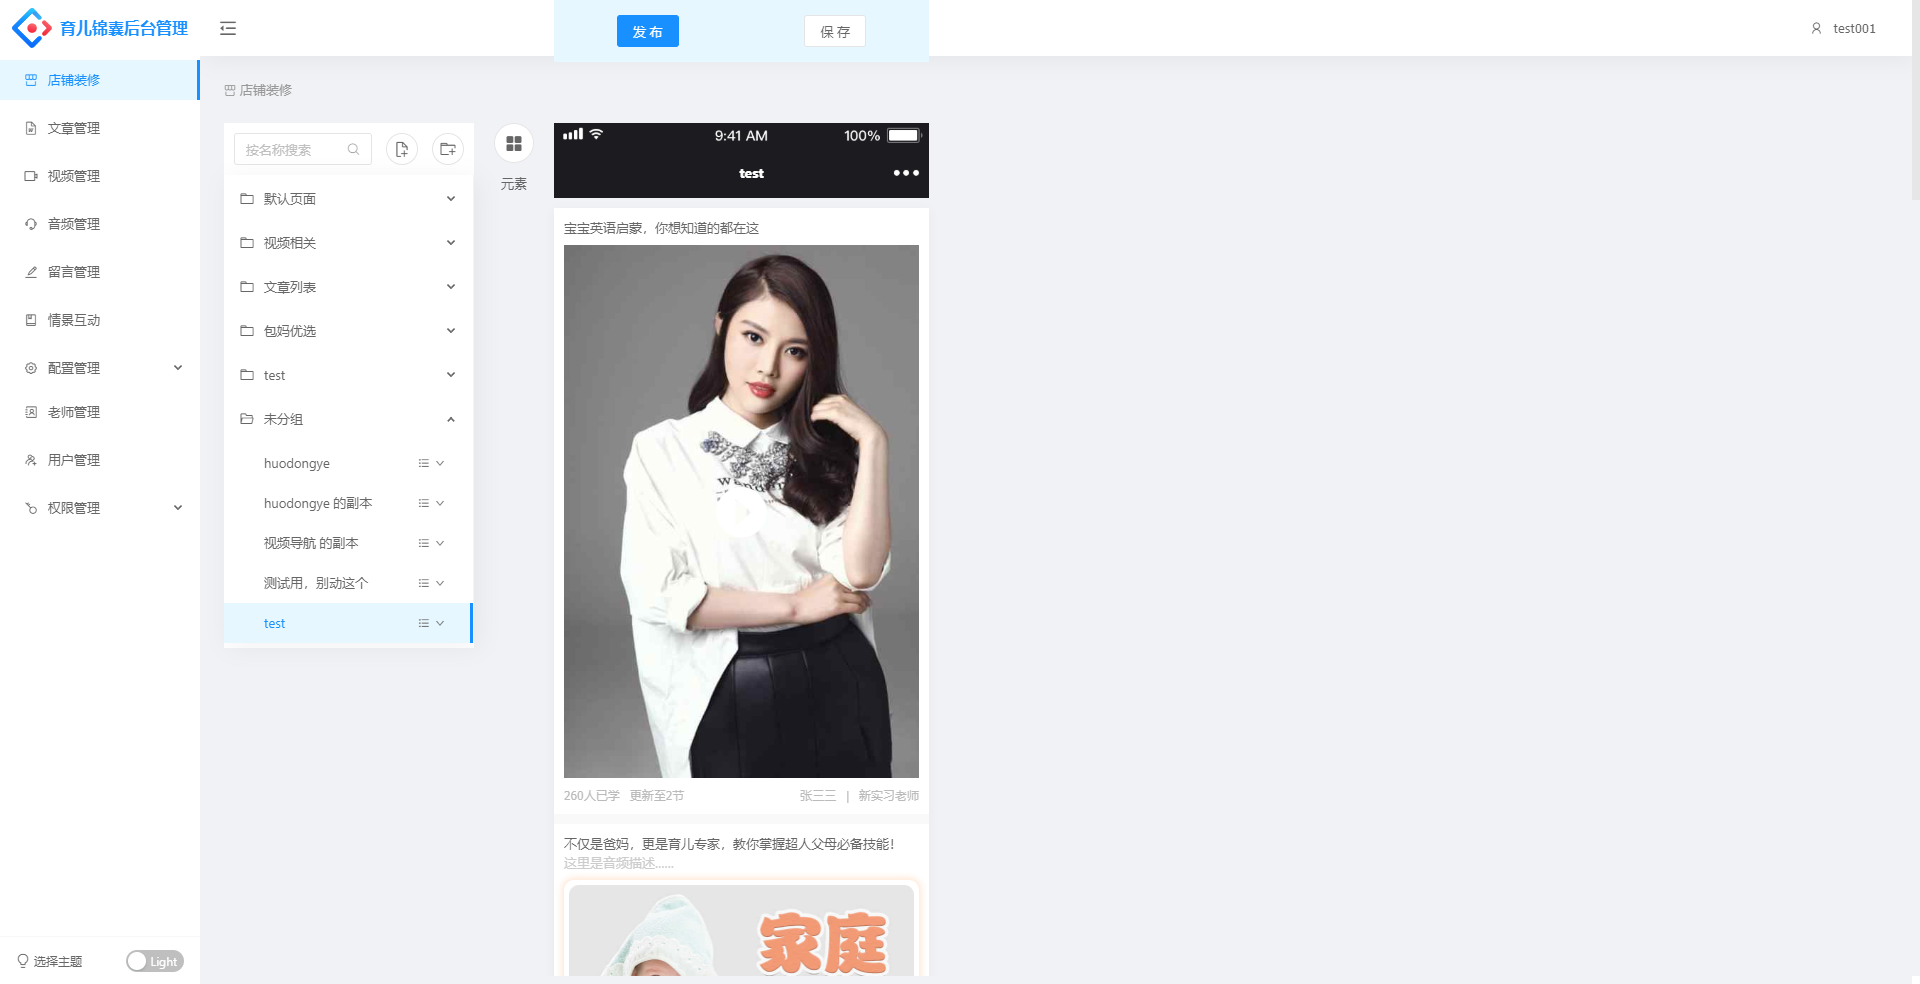 育儿锦囊后台管理
发 布
保 存
test001
店铺装修
文章管理
视频管理
音频管理
留言管理
情景互动
配置管理
老师管理
用户管理
权限管理
选择主题
Light
店铺装修
按名称搜索
默认页面
视频相关
文章列表
包妈优选
test
未分组
huodongye
huodongye 的副本
视频导航 的副本
测试用，别动这个
test
元素
9:41 AM
100%
test
宝宝英语启蒙，你想知道的都在这
260人已学 更新至2节
张三三 | 新实习老师
不仅是爸妈，更是育儿专家，教你掌握超人父母必备技能！
这里是音频描述......
家庭